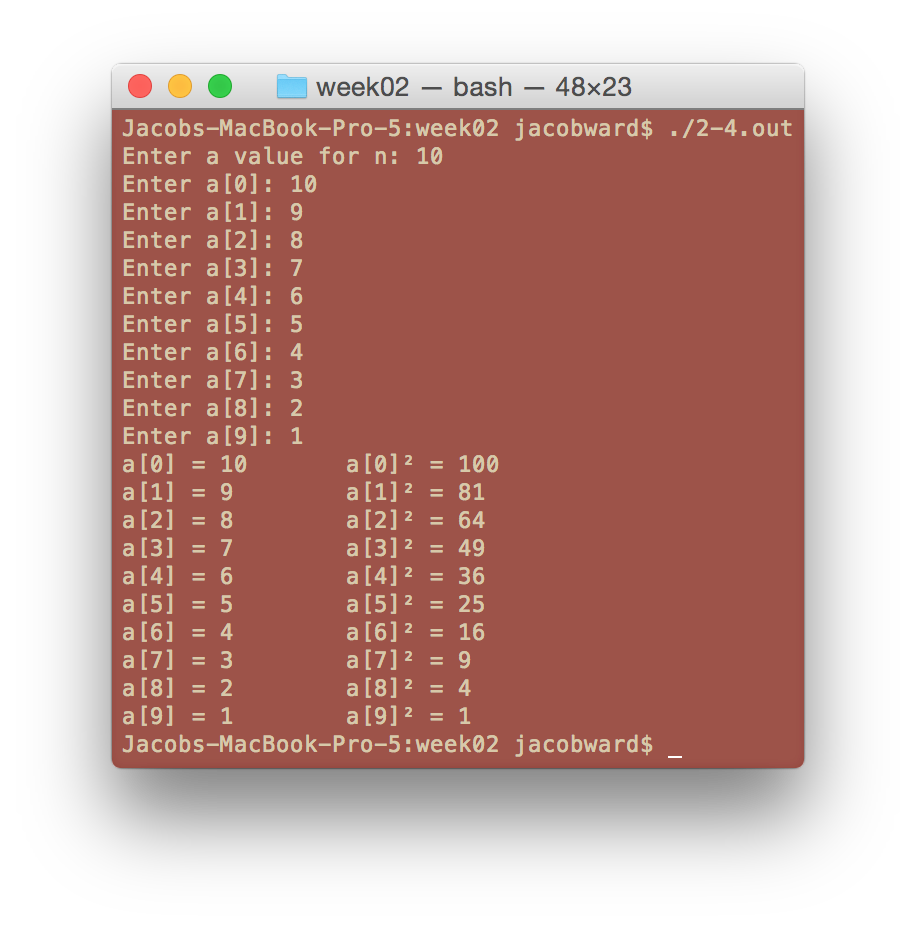 week02 — bash — 48×23
Jacobs-MacBook-Pro-5:week02 jacobward$ ./2-4.out
Enter a value for n: 10
Enter a[0]: 10
Enter a[1]: 9
Enter a[2]: 8
Enter a[3]: 7
Enter a[4]: 6
Enter a[5]: 5
Enter a[6]: 4
Enter a[7]: 3
Enter a[8]: 2
Enter a[9]: 1
a[0] = 10       a[0]² = 100
a[1] = 9        a[1]² = 81
a[2] = 8        a[2]² = 64
a[3] = 7        a[3]² = 49
a[4] = 6        a[4]² = 36
a[5] = 5        a[5]² = 25
a[6] = 4        a[6]² = 16
a[7] = 3        a[7]² = 9
a[8] = 2        a[8]² = 4
a[9] = 1        a[9]² = 1
Jacobs-MacBook-Pro-5:week02 jacobward$ _